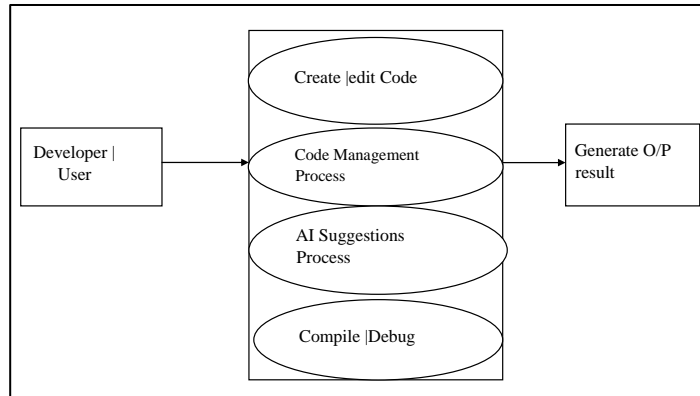 Developer |
User
Create |edit Code
Code Management
Process
AI Suggestions
Process
Compile |Debug
Generate O/P
result